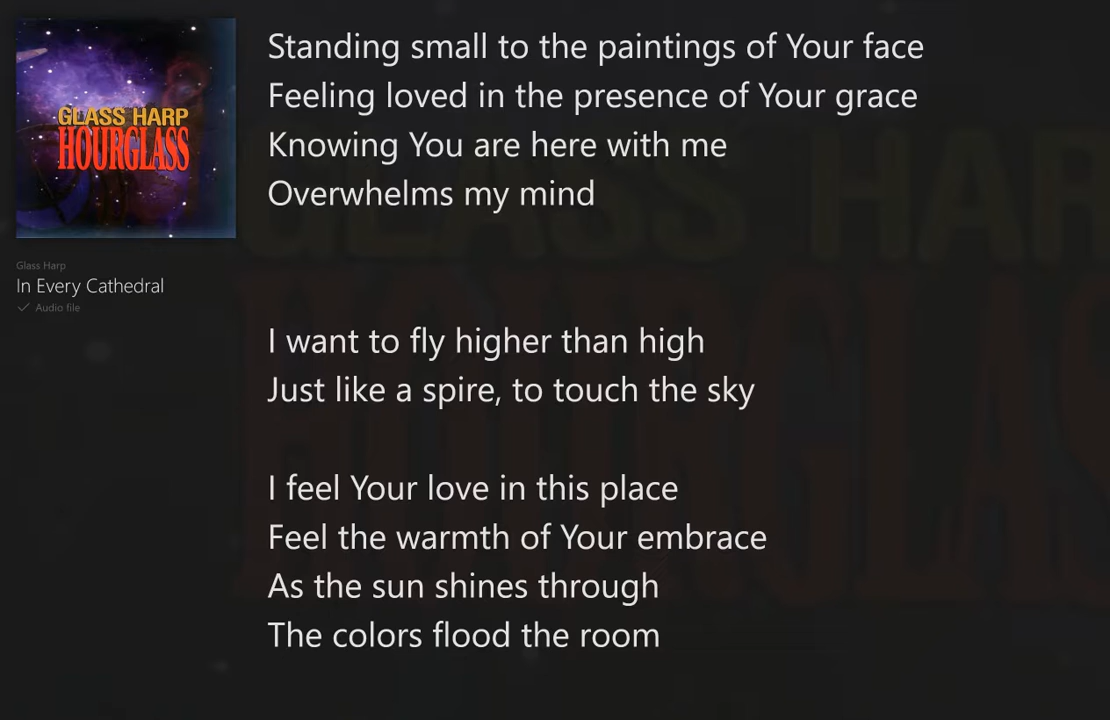 GLASS HARP
HOURGLASS
Glass Harp
In Every Cathedral
Audio file
Standing small to the paintings of Your face
Feeling loved in the presence of Your grace
Knowing You are here with me
Overwhelms my mind
I want to fly higher than high
Just like a spire, to touch the sky
I feel Your love in this place
Feel the warmth of Your embrace
As the sun shines through
The colors flood the room